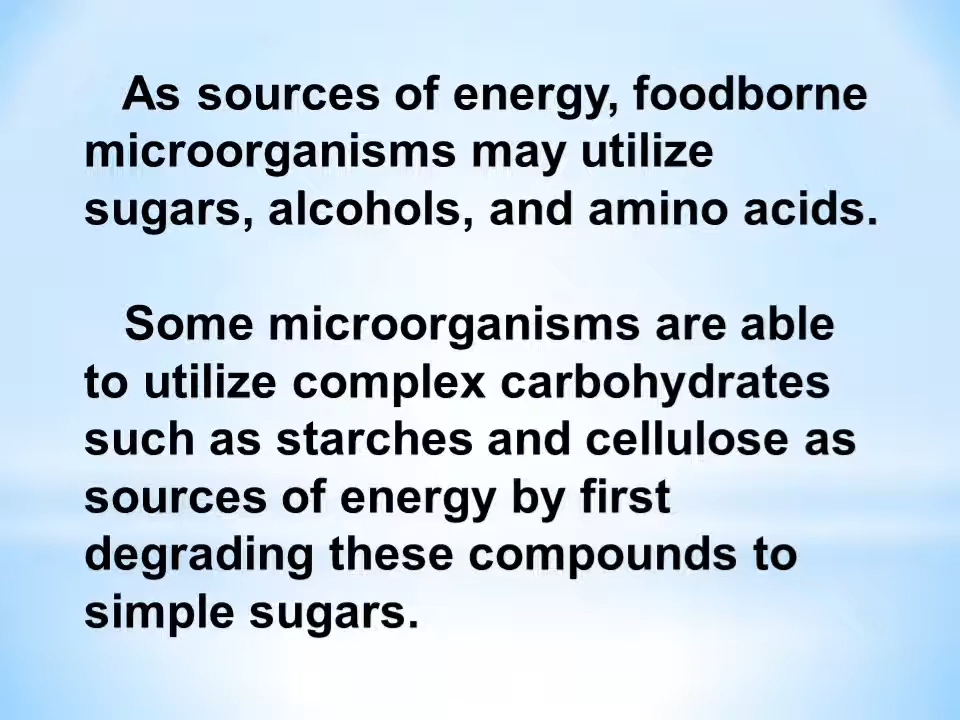 As sources of energy, foodborne
microorganisms may utilize
sugars, alcohols, and amino acids.
Some microorganisms are able
to utilize complex carbohydrates
such as starches and cellulose as
sources of energy by first
degrading these compounds to
simple sugars.